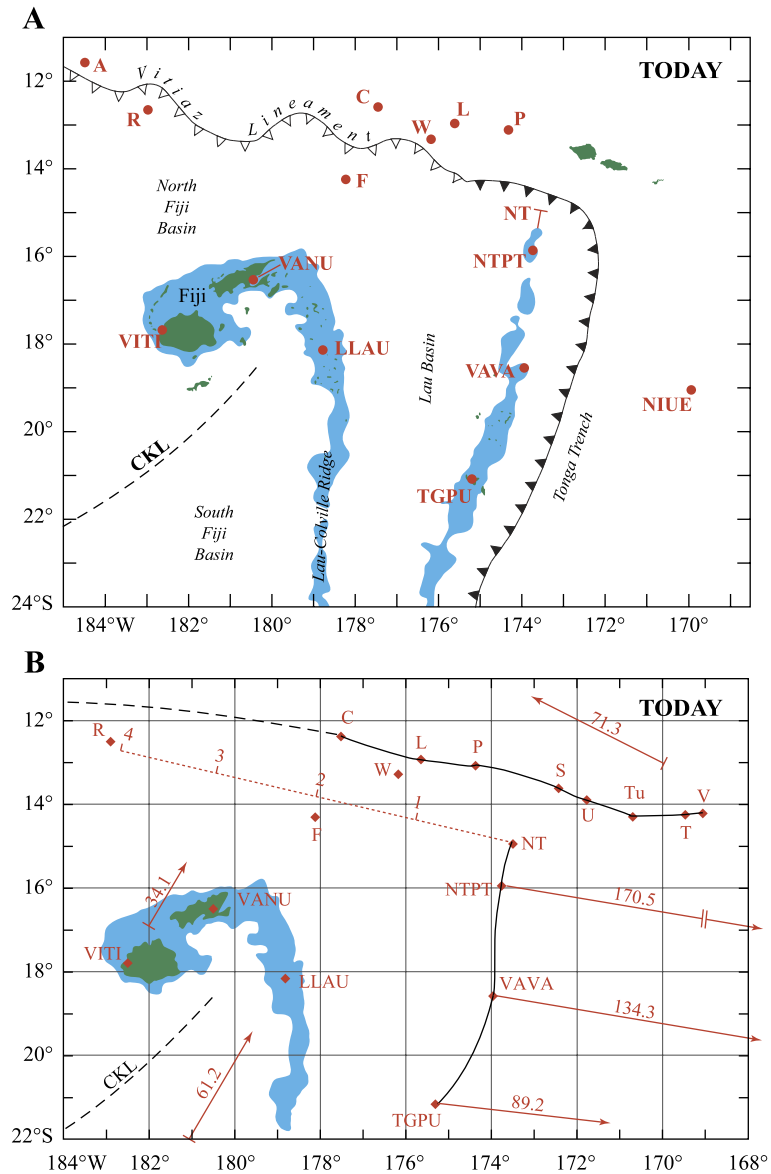 A
TODAY
12°
14°
16°
18°
20°
22°
24°S
A
R
Vitiaz
Lineament
C
L
P
W
F
North
Fiji
Basin
NT
NTPT
VANU
Fiji
VITI
LLAU
Lau Basin
VAVA
NIUE
CKL
TGPU
Tonga Trench
South
Fiji
Basin
Lau-Colville Ridge
184°W
182°
180°
178°
176°
174°
172°
170°
B
TODAY
12°
14°
16°
18°
20°
22°S
71.3
R
4
3
2
1
C
L
P
W
S
U
Tu
T
V
F
NT
NTPT
170.5
34.1
VANU
VITI
LLAU
VAVA
134.3
CKL
61.2
TGPU
89.2
184°W
182°
180°
178°
176°
174°
172°
170°
168°